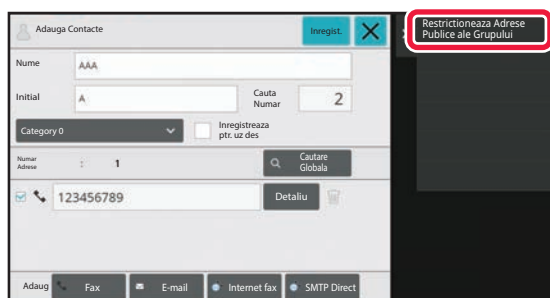 Adauga Contacte
Inregist.
Restrictioneaza Adrese
Publice ale Grupului
Nume
AAA
Initial
A
Cauta
Numar
2
Category 0
Inregistreaza
ptr. uz des
Numar
Adrese
:
1
Cautare
Globala
123456789
Detaliu
Adaug
Fax
E-mail
Internet fax
SMTP Direct